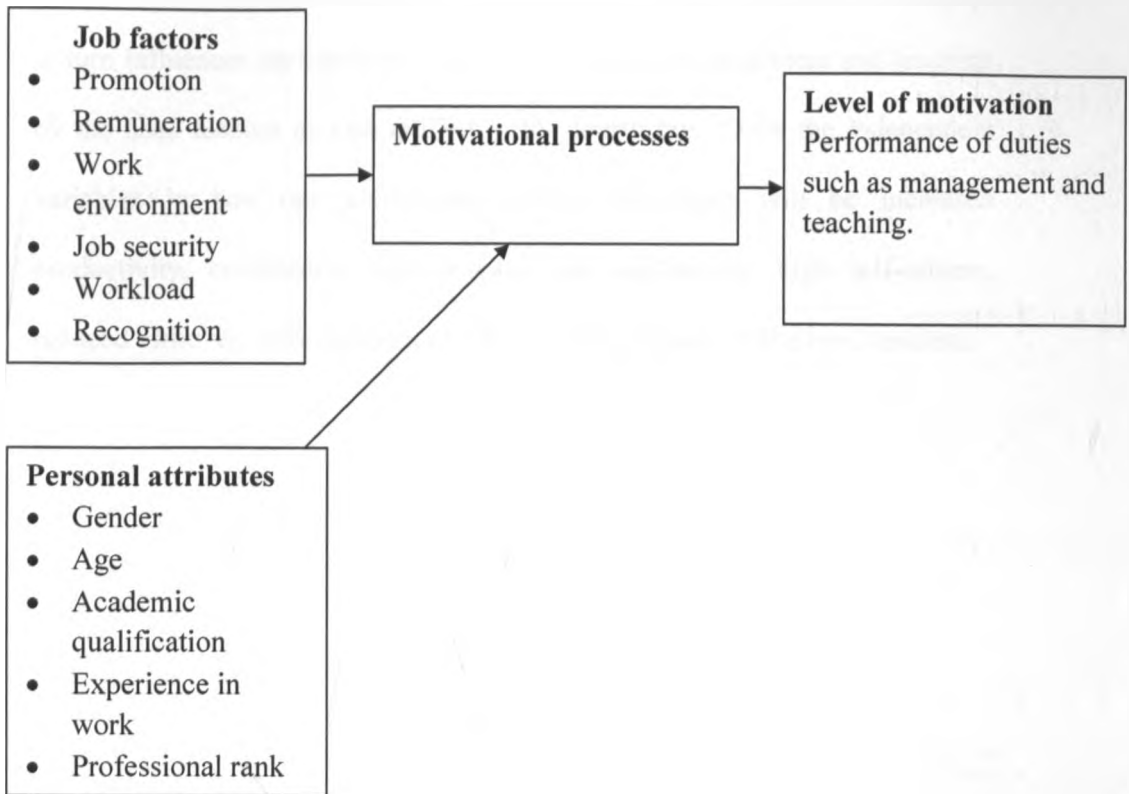 Job factors
• Promotion
• Remuneration
• Work
environment
• Job security
• Workload
• Recognition
Motivational processes
Level of motivation
Performance of duties
such as management and
teaching.
Personal attributes
• Gender
• Age
• Academic
qualification
• Experience in
work
• Professional rank